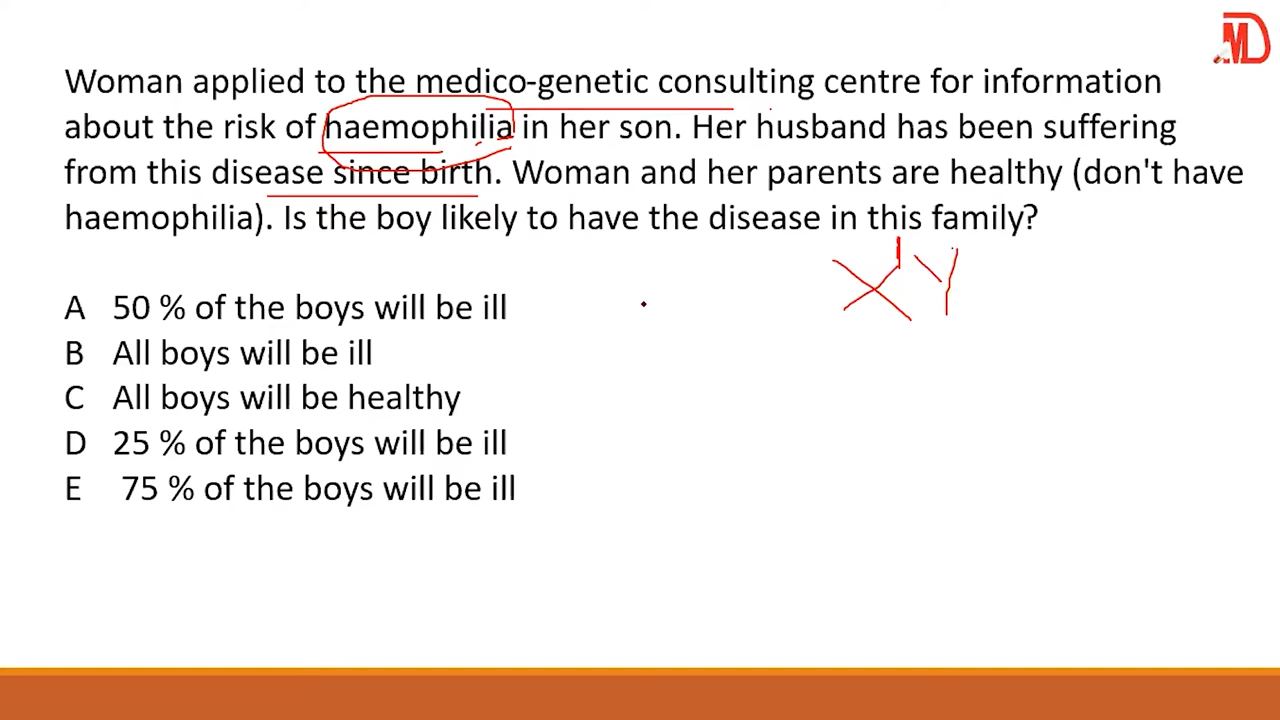 MD
Woman applied to the medico-genetic consulting centre for information
about the risk of haemophilia in her son. Her husband has been suffering
from this disease since birth. Woman and her parents are healthy (don't have
haemophilia). Is the boy likely to have the disease in this family?
X'Y
A 50 % of the boys will be ill
B All boys will be ill
C All boys will be healthy
D 25 % of the boys will be ill
E 75 % of the boys will be ill